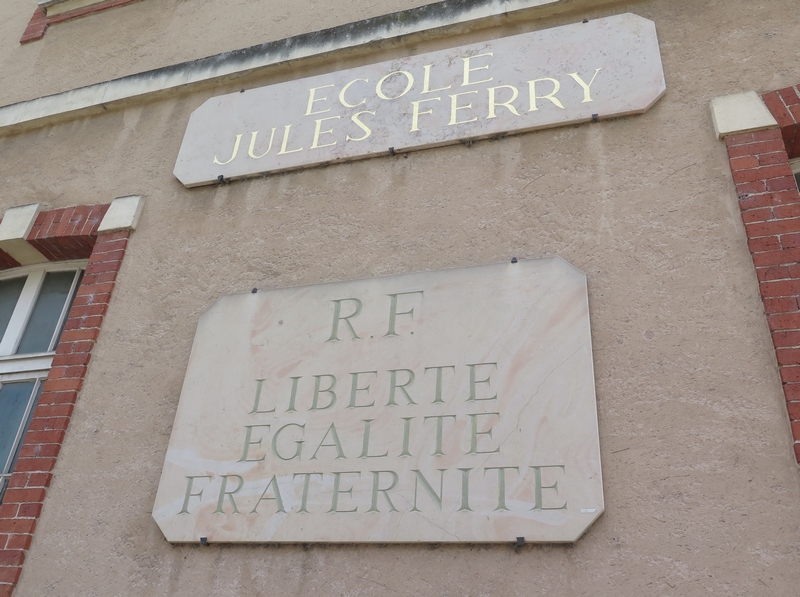 ECOLE
JULES FERRY
R.F.
LIBERTE
EGALITE
FRATERNITE